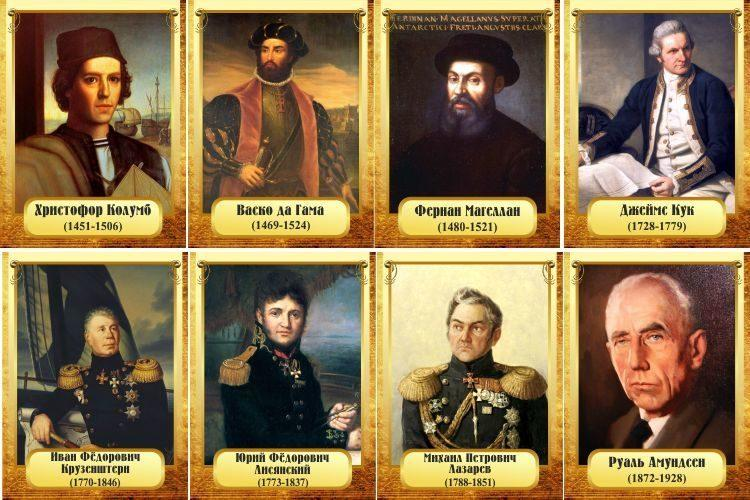 Христофор Колумб
(1451-1506)
Васко да Гама
(1469-1524)
FERDINAN. MAGELLANVS SVPERAT
ANTARCTICI FRETI ANGVSTIIS CLAR
Фернан Магеллан
(1480-1521)
Джеймс Кук
(1728-1779)
Иван Фёдорович
Крузенштерн
(1770-1846)
Юрий Фёдорович
Лисянский
(1773-1837)
Михаил Петрович
Лазарев
(1788-1851)
Руаль Амундсен
(1872-1928)